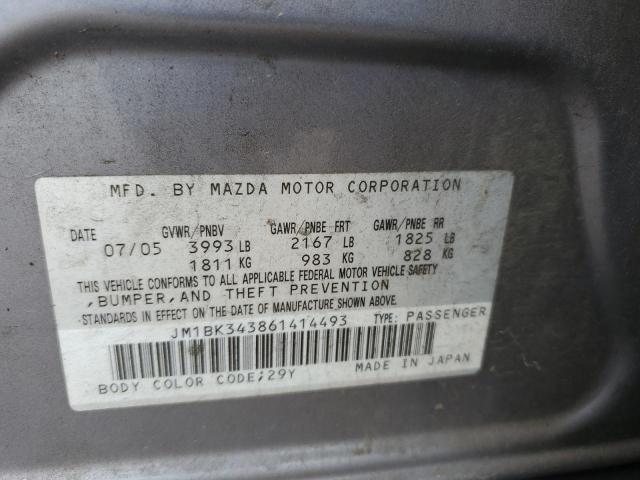 MFD. BY MAZDA MOTOR CORPORATION
DATE GVWR/PNBV GAWR/PNBE FRT GAWR/PNBE RR
07/05 3993 LB 2167 LB 1825 LB
1811 KG 983 KG 828 KG
THIS VEHICLE CONFORMS TO ALL APPLICABLE FEDERAL MOTOR VEHICLE SAFETY
,BUMPER,AND THEFT PREVENTION
STANDARDS IN EFFECT ON THE DATE OF MANUFACTURE SHOWN ABOVE.
JM1BK343861414493 TYPE: PASSENGER
MADE IN JAPAN
BODY COLOR CODE;29Y